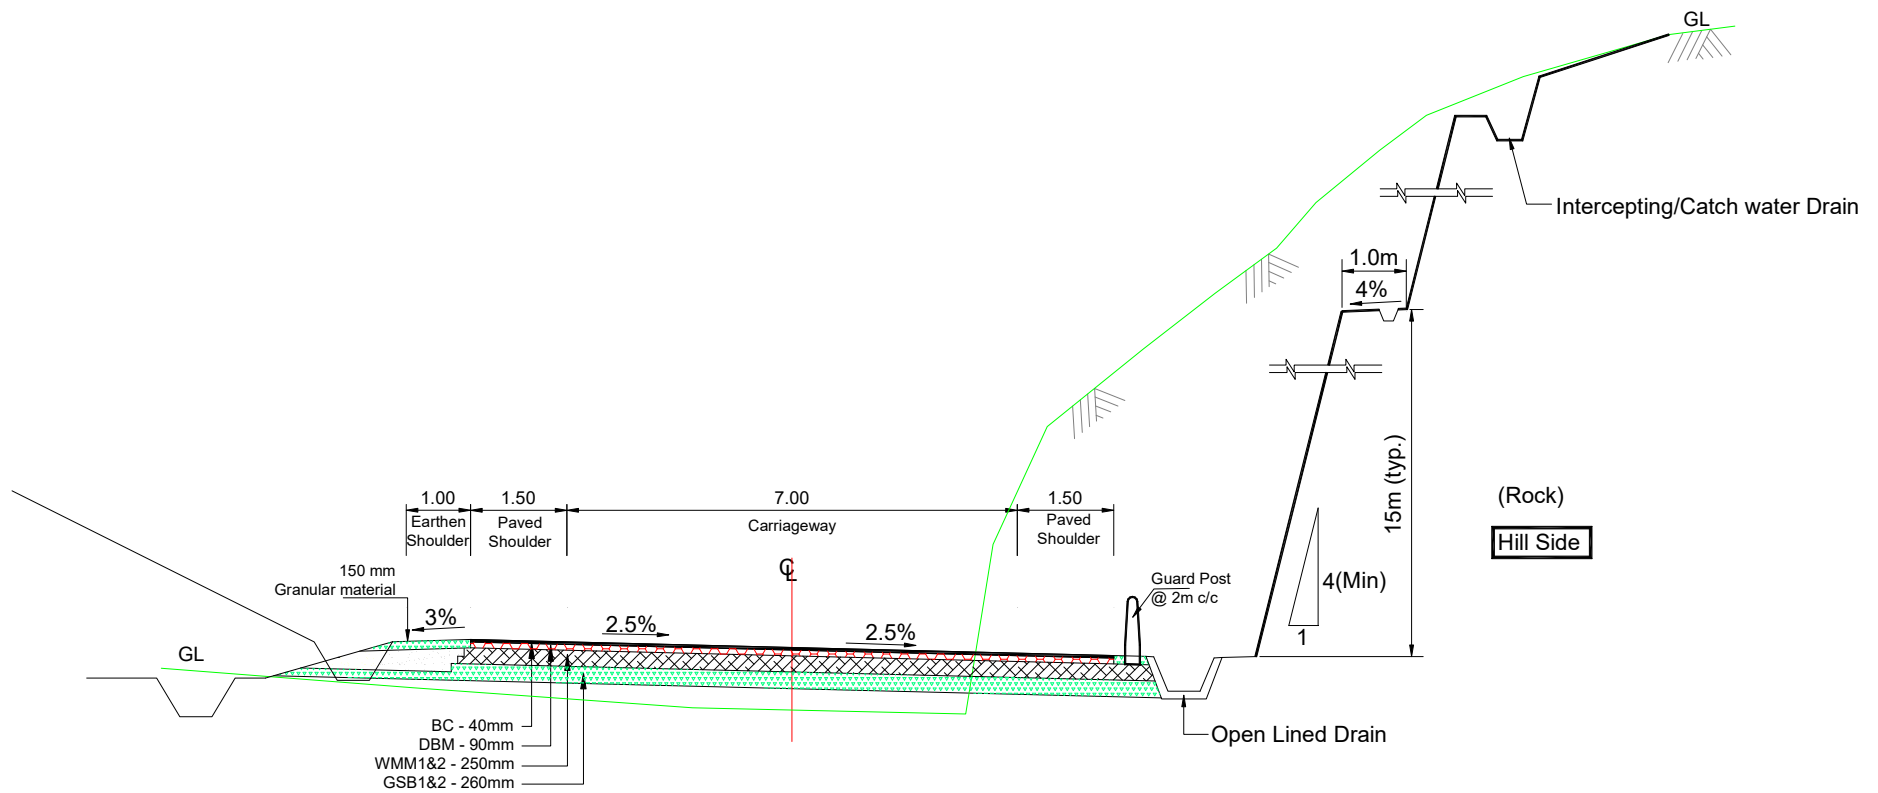 GL
Intercepting/Catch water Drain
1.0m
4%
15m (typ.)
(Rock)
Hill Side
4(Min)
1
1.00
1.50
7.00
1.50
Earthen
Shoulder
Paved
Shoulder
Carriageway
Paved
Shoulder
CL
150 mm
Granular material
3%
2.5%
2.5%
Guard Post
@ 2m c/c
GL
BC - 40mm
DBM - 90mm
WMM1&2 - 250mm
GSB1&2 - 260mm
Open Lined Drain